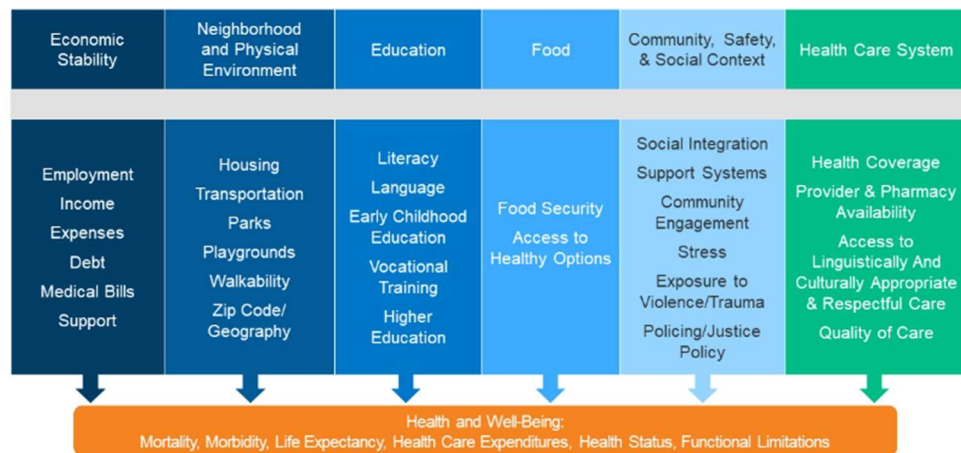 Economic
Stability
Neighborhood
and Physical
Environment
Education
Food
Community, Safety,
& Social Context
Health Care System
Employment
Income
Expenses
Debt
Medical Bills
Support
Housing
Transportation
Parks
Playgrounds
Walkability
Zip Code/
Geography
Literacy
Language
Early Childhood
Education
Vocational
Training
Higher
Education
Food Security
Access to
Healthy Options
Social Integration
Support Systems
Community
Engagement
Stress
Exposure to
Violence/Trauma
Policing/Justice
Policy
Health Coverage
Provider & Pharmacy
Availability
Access to
Linguistically And
Culturally Appropriate
& Respectful Care
Quality of Care
Health and Well-Being:
Mortality, Morbidity, Life Expectancy, Health Care Expenditures, Health Status, Functional Limitations